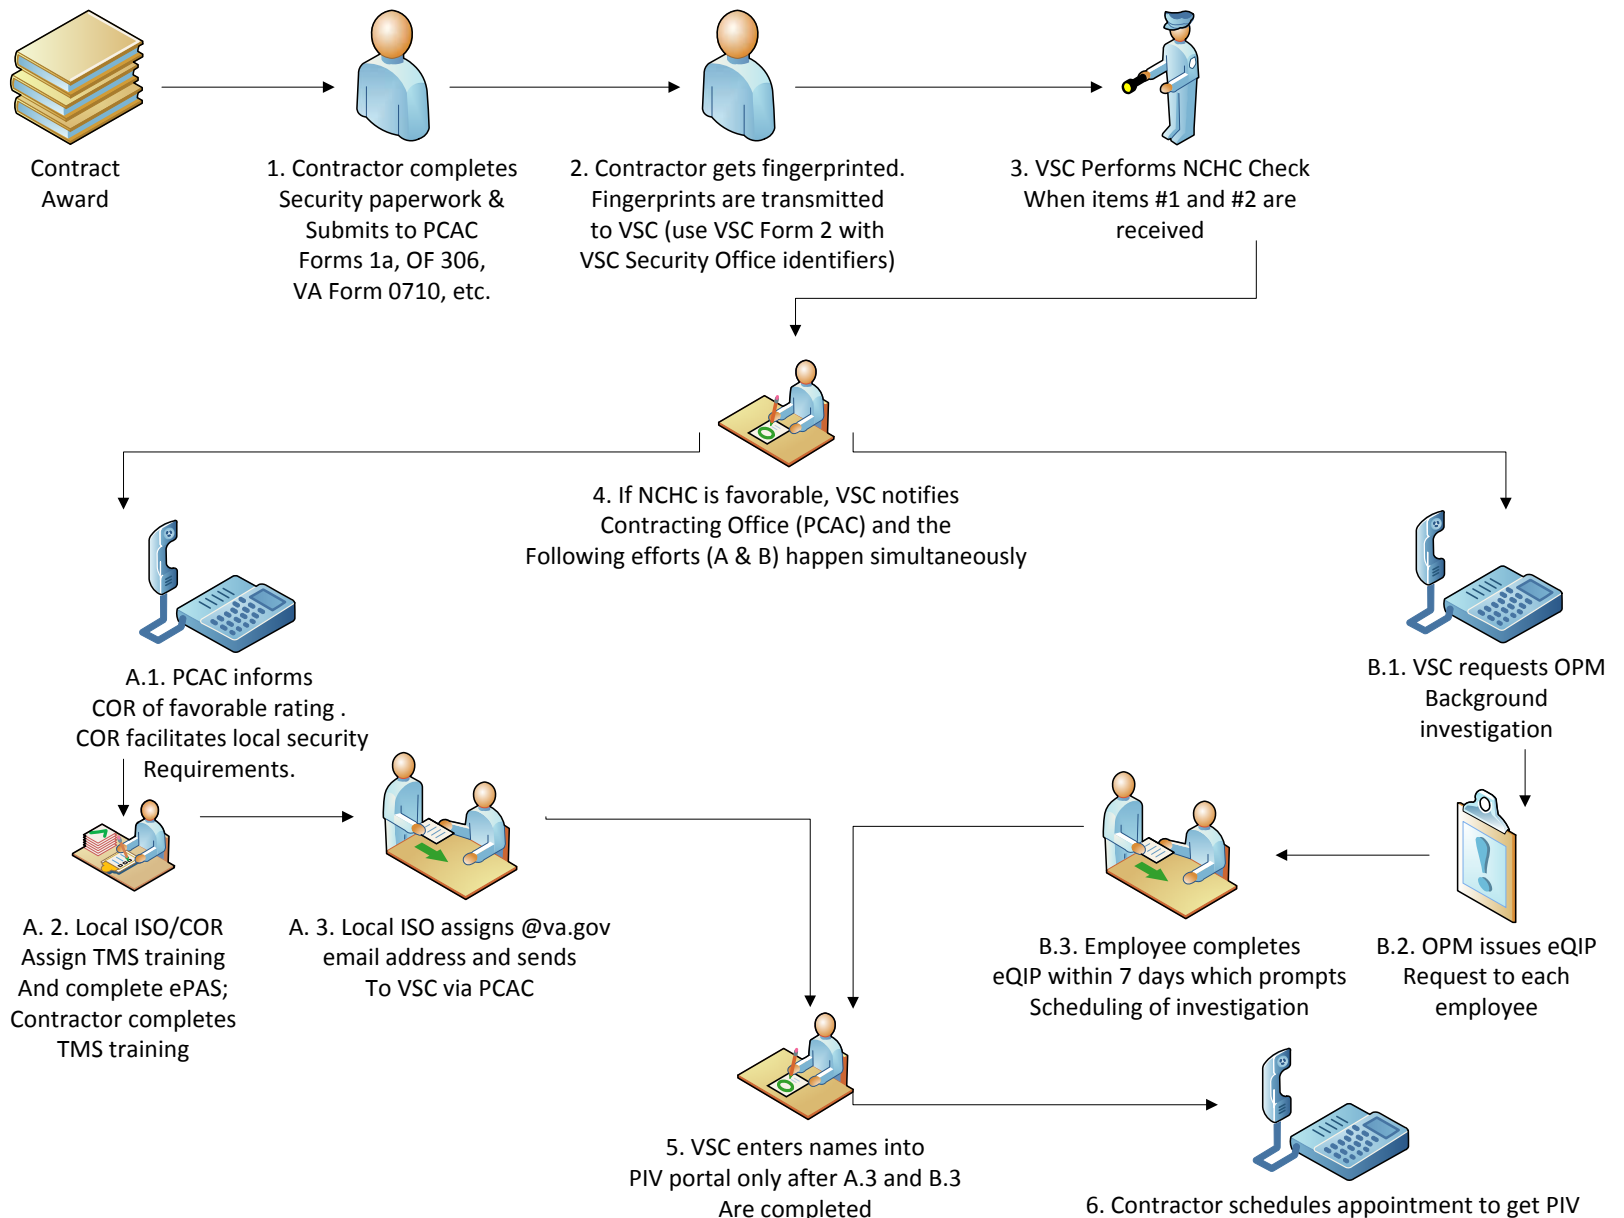 Contract
Award
1. Contractor completes
Security paperwork &
Submits to PCAC
Forms 1a, OF 306,
VA Form 0710, etc.
2. Contractor gets fingerprinted.
Fingerprints are transmitted
to VSC (use VSC Form 2 with
VSC Security Office identifiers)
3. VSC Performs NCHC Check
When items #1 and #2 are
received
4. If NCHC is favorable, VSC notifies
Contracting Office (PCAC) and the
Following efforts (A & B) happen simultaneously
A.1. PCAC informs
COR of favorable rating .
COR facilitates local security
Requirements.
B.1. VSC requests OPM
Background
investigation
A. 2. Local ISO/COR
Assign TMS training
And complete ePAS;
Contractor completes
TMS training
A. 3. Local ISO assigns @va.gov
email address and sends
To VSC via PCAC
B.3. Employee completes
eQIP within 7 days which prompts
Scheduling of investigation
B.2. OPM issues eQIP
Request to each
employee
5. VSC enters names into
PIV portal only after A.3 and B.3
Are completed
6. Contractor schedules appointment to get PIV